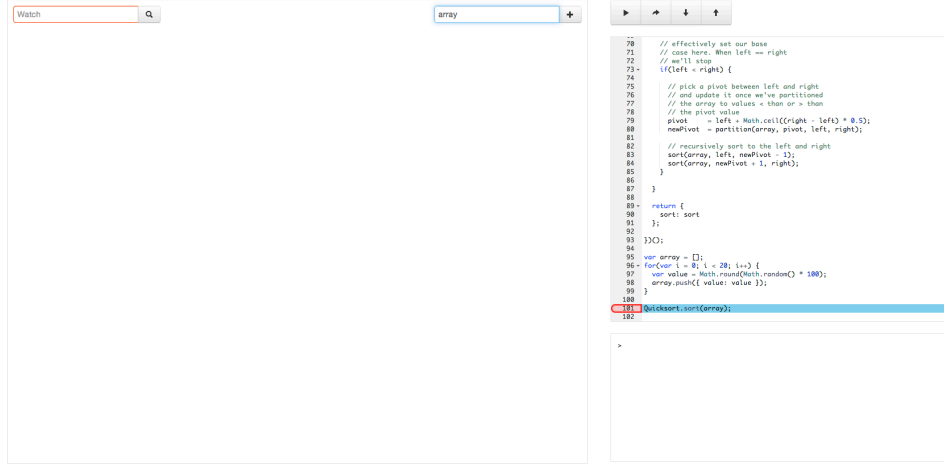 Watch
array
70 // effectively set our base
71 // case here. When left == right
72 // we'll stop
73 if(left < right) {
74
75 // pick a pivot between left and right
76 // and update it once we've partitioned
77 // the array to values < than or > than
78 // the pivot value
79 pivot = left + Math.ceil((right - left) * 0.5);
80 newPivot = partition(array, pivot, left, right);
81
82 // recursively sort to the left and right
83 sort(array, left, newPivot - 1);
84 sort(array, newPivot + 1, right);
85 }
86
87 }
88
89 return {
90 sort: sort
91 };
92
93 })();
94
95 var array = [];
96 for(var i = 0; i < 20; i++) {
97 var value = Math.round(Math.random() * 100);
98 array.push({ value: value });
99 }
100
101 Quicksort.sort(array);
102
>